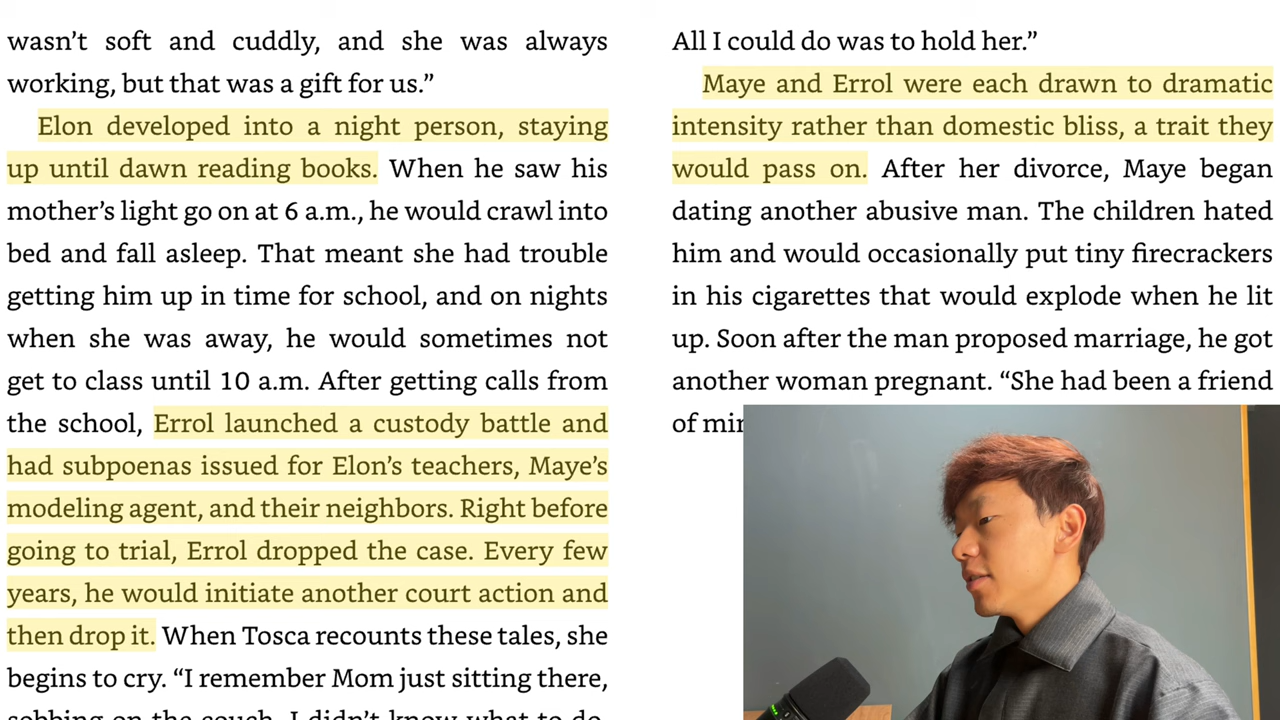 wasn’t soft and cuddly, and she was always
working, but that was a gift for us.”
Elon developed into a night person, staying
up until dawn reading books. When he saw his
mother’s light go on at 6 a.m., he would crawl into
bed and fall asleep. That meant she had trouble
getting him up in time for school, and on nights
when she was away, he would sometimes not
get to class until 10 a.m. After getting calls from
the school, Errol launched a custody battle and
had subpoenas issued for Elon’s teachers, Maye’s
modeling agent, and their neighbors. Right before
going to trial, Errol dropped the case. Every few
years, he would initiate another court action and
then drop it. When Tosca recounts these tales, she
begins to cry. “I remember Mom just sitting there,
sobbing on the couch. I didn’t know what to do.
All I could do was to hold her.”
Maye and Errol were each drawn to dramatic
intensity rather than domestic bliss, a trait they
would pass on. After her divorce, Maye began
dating another abusive man. The children hated
him and would occasionally put tiny firecrackers
in his cigarettes that would explode when he lit
up. Soon after the man proposed marriage, he got
another woman pregnant. “She had been a friend
of